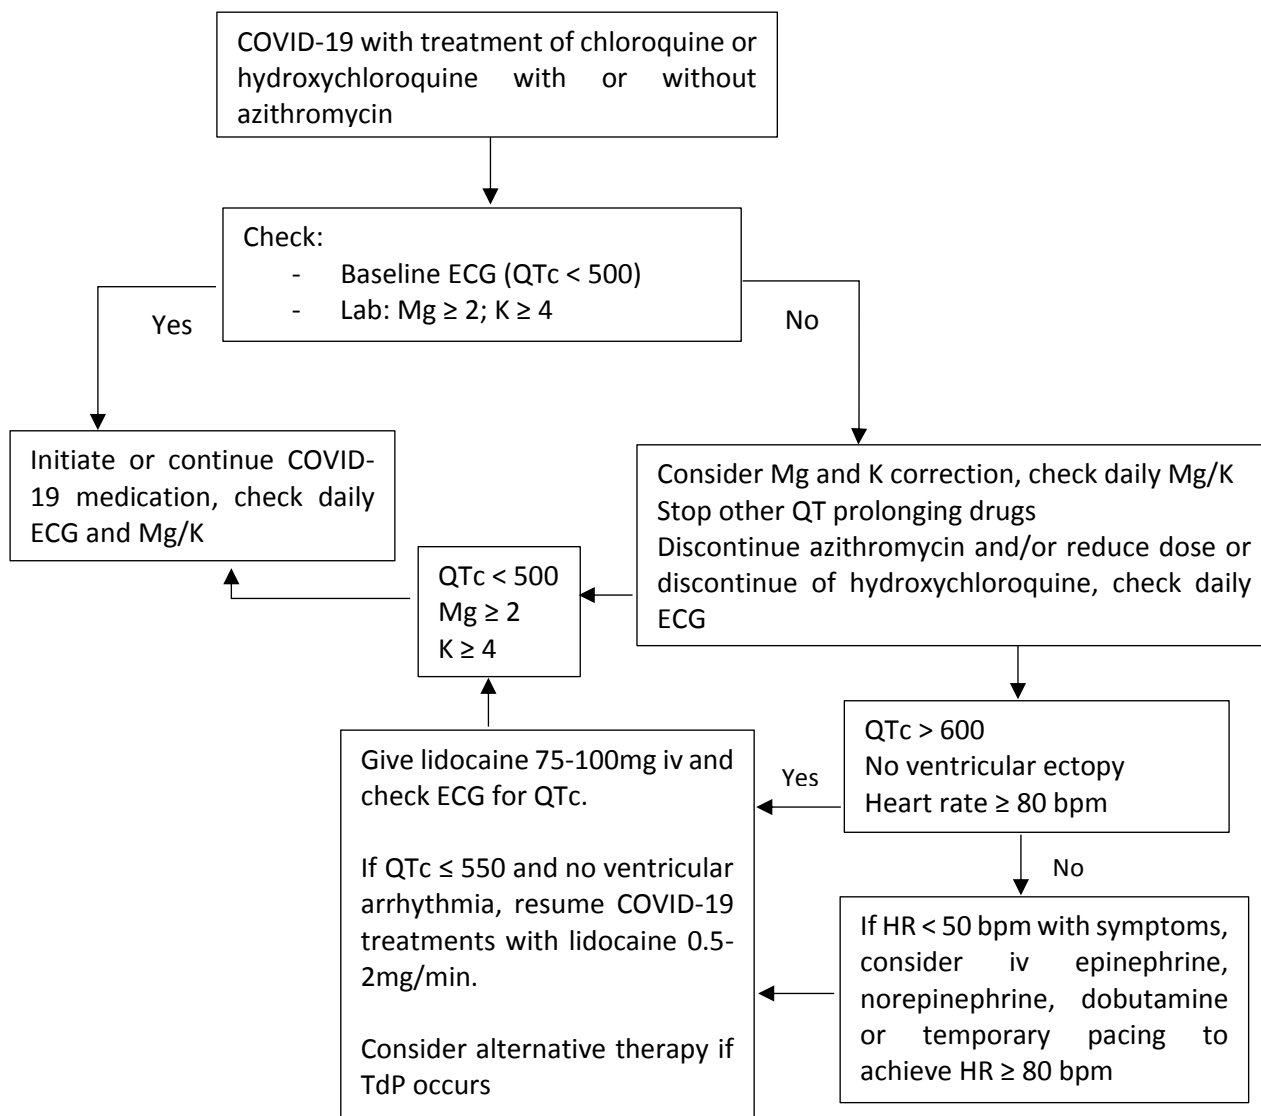 COVID-19 with treatment of chloroquine or
hydroxychloroquine with or without
azithromycin
Check:
- Baseline ECG (QTc < 500)
- Lab: Mg ≥ 2; K ≥ 4
Yes
No
Initiate or continue COVID-
19 medication, check daily
ECG and Mg/K
Consider Mg and K correction, check daily Mg/K
Stop other QT prolonging drugs
Discontinue azithromycin and/or reduce dose or
discontinue of hydroxychloroquine, check daily
ECG
QTc < 500
Mg ≥ 2
K ≥ 4
QTc > 600
No ventricular ectopy
Heart rate ≥ 80 bpm
Yes
No
Give lidocaine 75-100mg iv and
check ECG for QTc.
If QTc ≤ 550 and no ventricular
arrhythmia, resume COVID-19
treatments with lidocaine 0.5-
2mg/min.
Consider alternative therapy if
TdP occurs
If HR < 50 bpm with symptoms,
consider iv epinephrine,
norepinephrine, dobutamine
or temporary pacing to
achieve HR ≥ 80 bpm